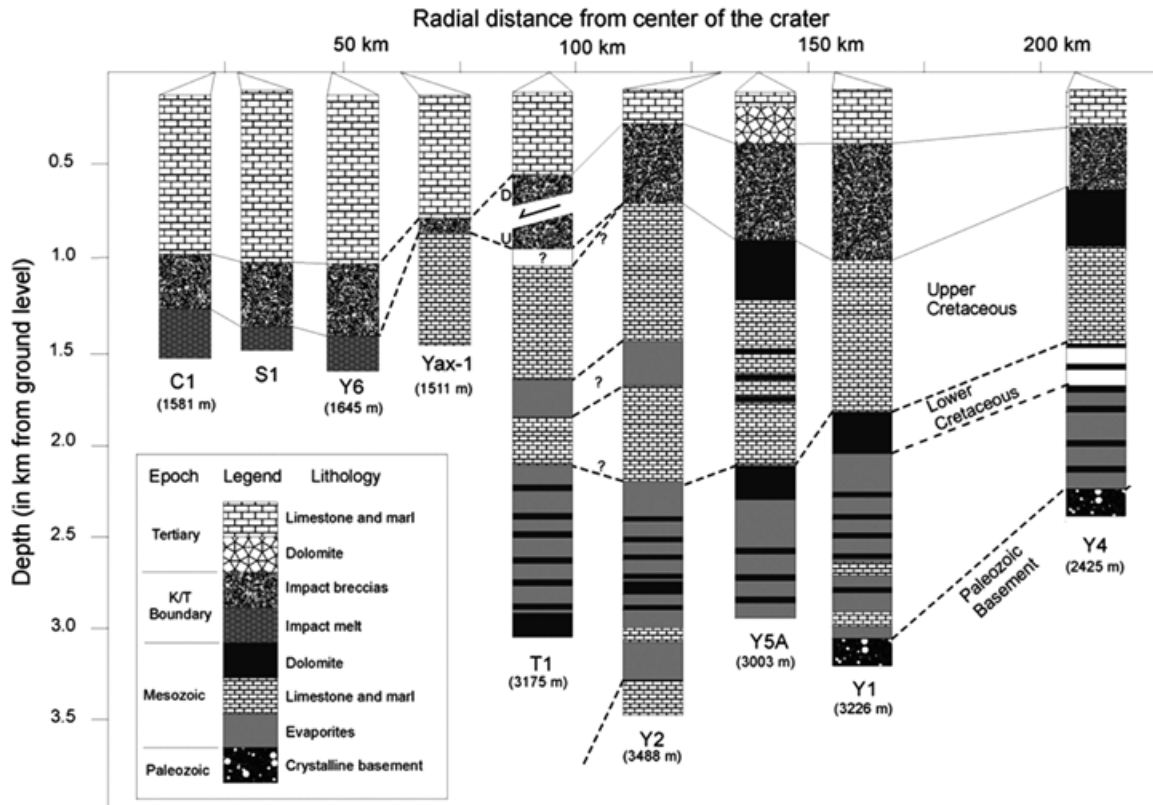 Radial distance from center of the crater
50 km 100 km 150 km 200 km
Depth (in km from ground level)
0.5
1.0
1.5
2.0
2.5
3.0
3.5
D
U
?
?
?
?
?
Upper
Cretaceous
Lower
Cretaceous
Paleozoic
Basement
C1
(1581 m)
S1
Y6
(1645 m)
Yax-1
(1511 m)
T1
(3175 m)
Y2
(3488 m)
Y5A
(3003 m)
Y1
(3226 m)
Y4
(2425 m)
Epoch Legend Lithology
Tertiary
Limestone and marl
Dolomite
K/T
Boundary
Impact breccias
Impact melt
Mesozoic
Dolomite
Limestone and marl
Evaporites
Paleozoic
Crystalline basement